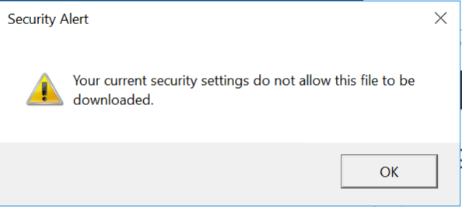 Security Alert
Your current security settings do not allow this file to be
downloaded.
OK